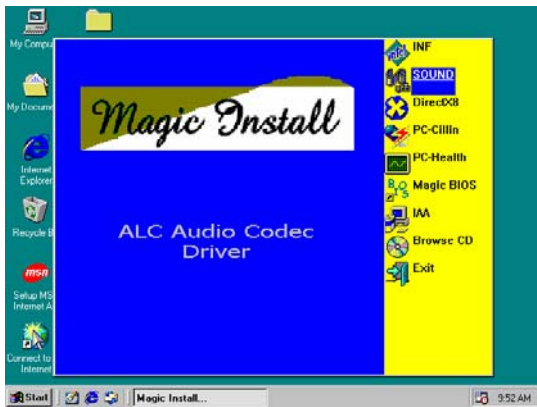 My Compu
My Docume
Internet
Explorer
Recycle B
msn
Setup MS
Internet A
Connect to
Internet
Magic Install
ALC Audio Codec
Driver
INF
SOUND
DirectX8
PC-Cillin
PC-Health
Magic BIOS
IAA
Browse CD
Exit
Start
Magic Install...
9:52 AM